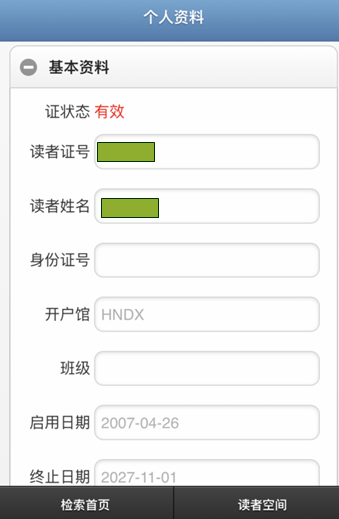 个人资料
基本资料
证状态 有效
读者证号
读者姓名
身份证号
开户馆 HNDX
班级
启用日期 2007-04-26
终止日期 2027-11-01
检索首页 读者空间